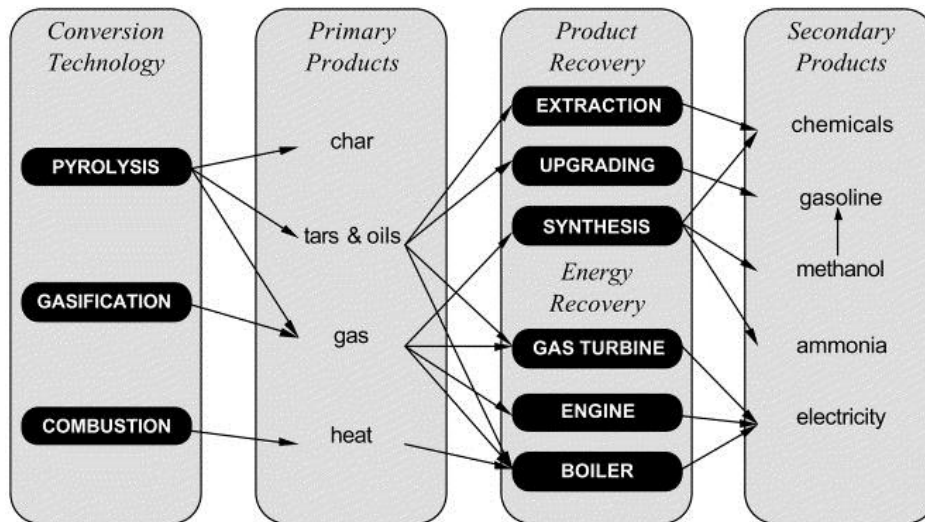 Conversion
Technology
PYROLYSIS
GASIFICATION
COMBUSTION
Primary
Products
char
tars & oils
gas
heat
Product
Recovery
EXTRACTION
UPGRADING
SYNTHESIS
Energy
Recovery
GAS TURBINE
ENGINE
BOILER
Secondary
Products
chemicals
gasoline
methanol
ammonia
electricity